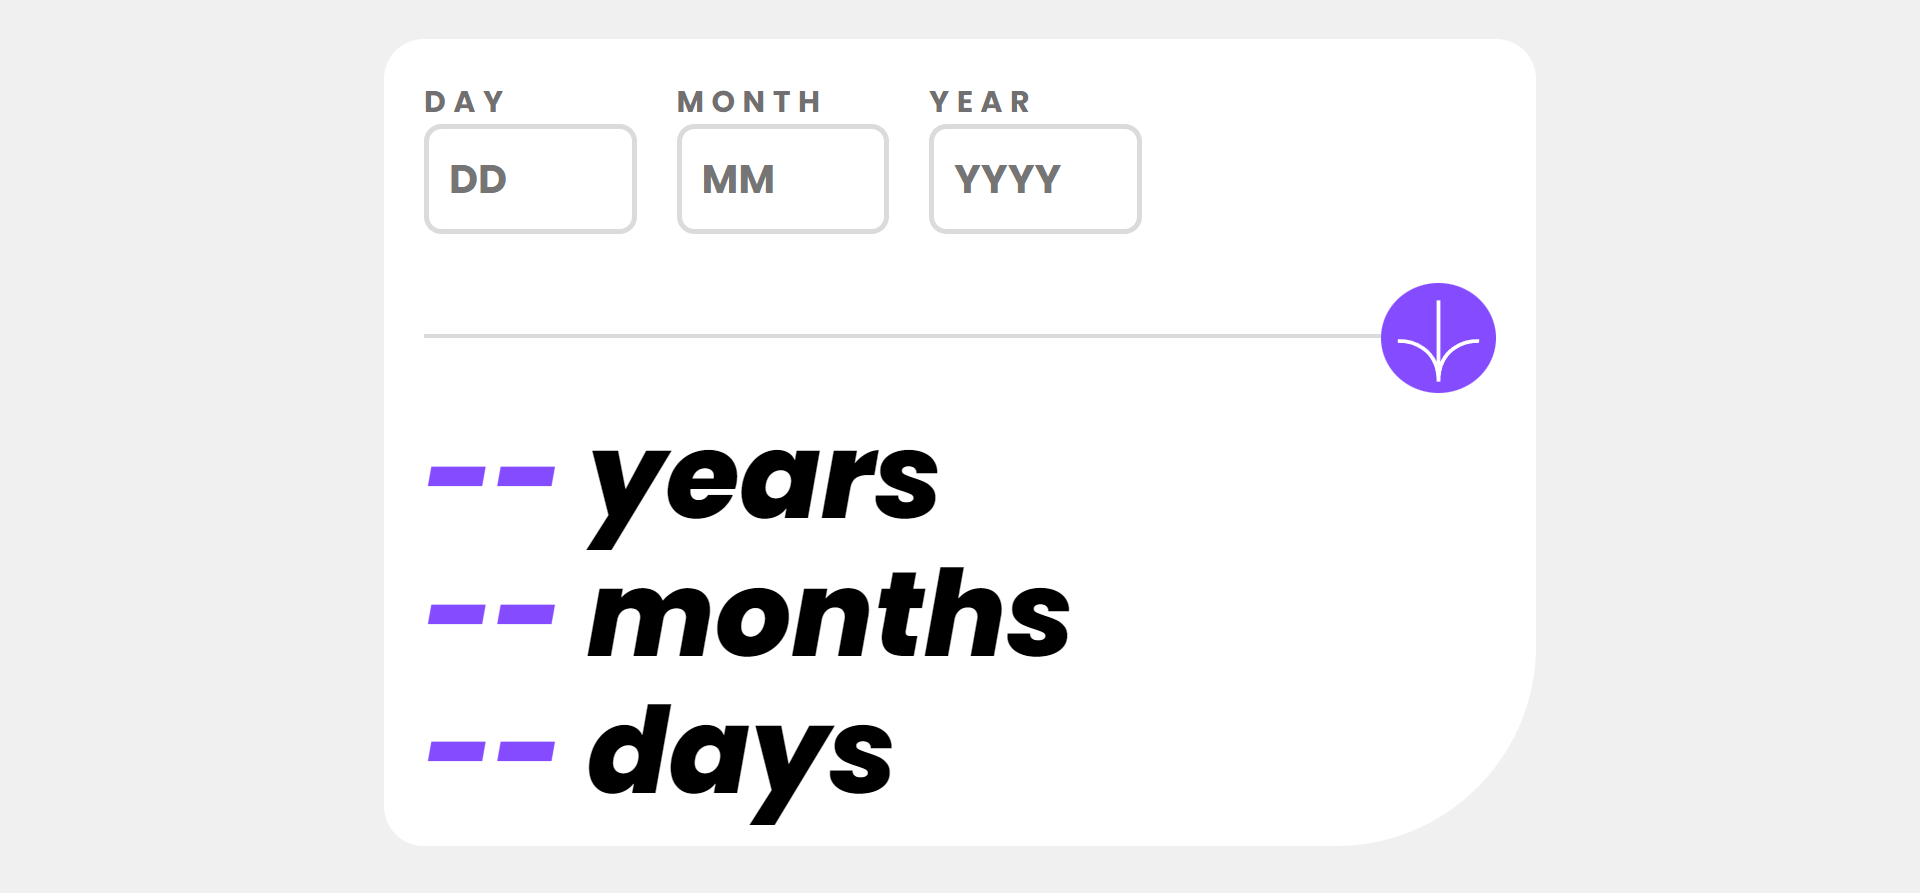 DAY MONTH YEAR
DD MM YYYY
-- years
-- months
-- days